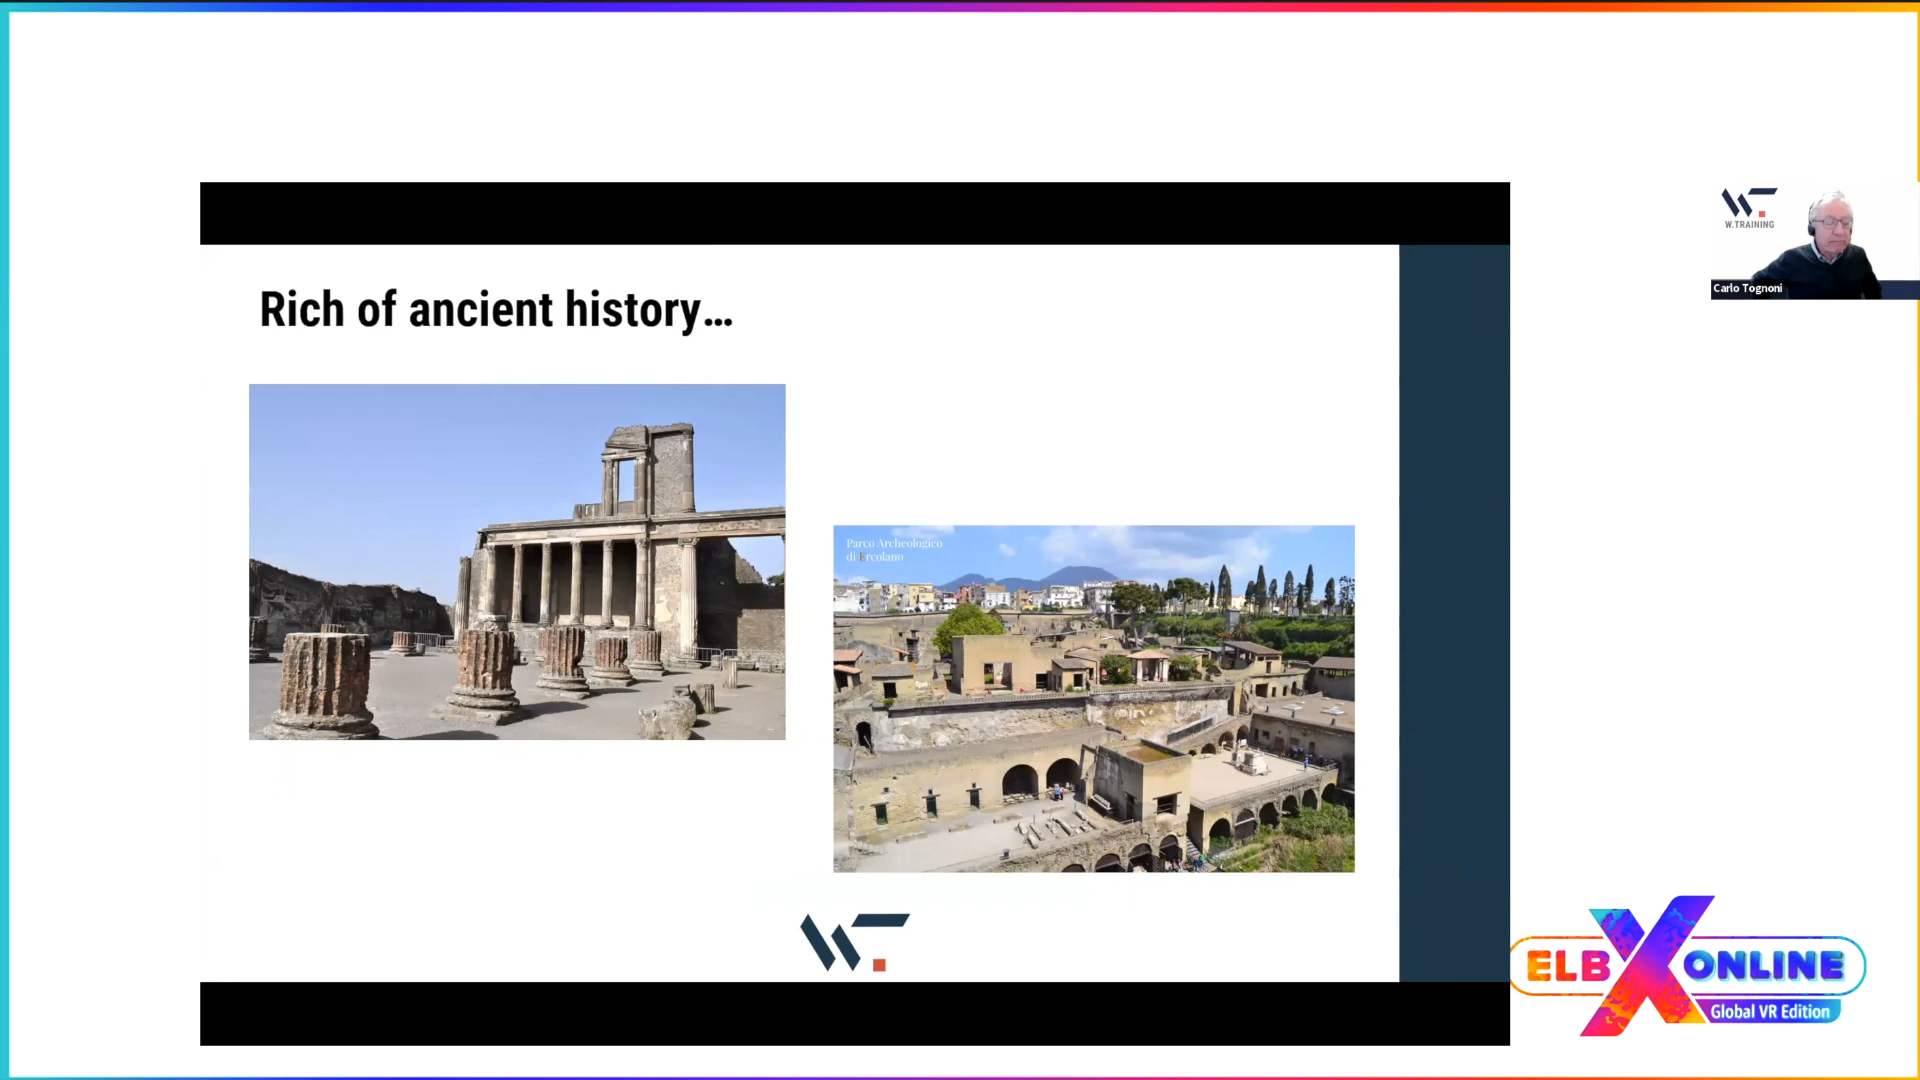 Rich of ancient history...
W.TRAINING
Carlo Tognoni
Parco Archeologico
di Ercolano
ELB X ONLINE
Global VR Edition